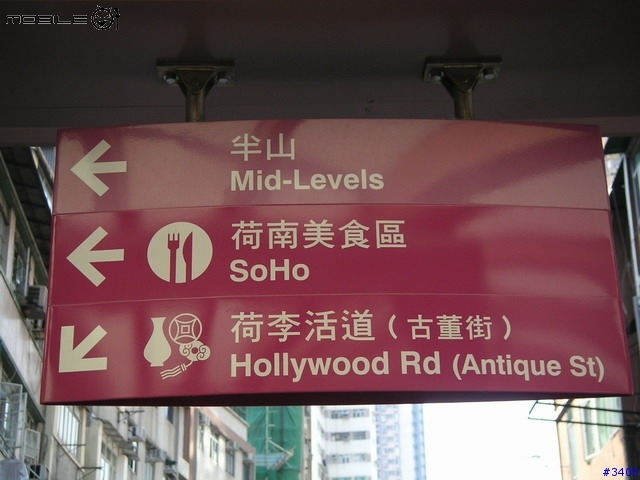 MOBILE01
半山
Mid-Levels
荷南美食區
SoHo
荷李活道（古董街）
Hollywood Rd (Antique St)